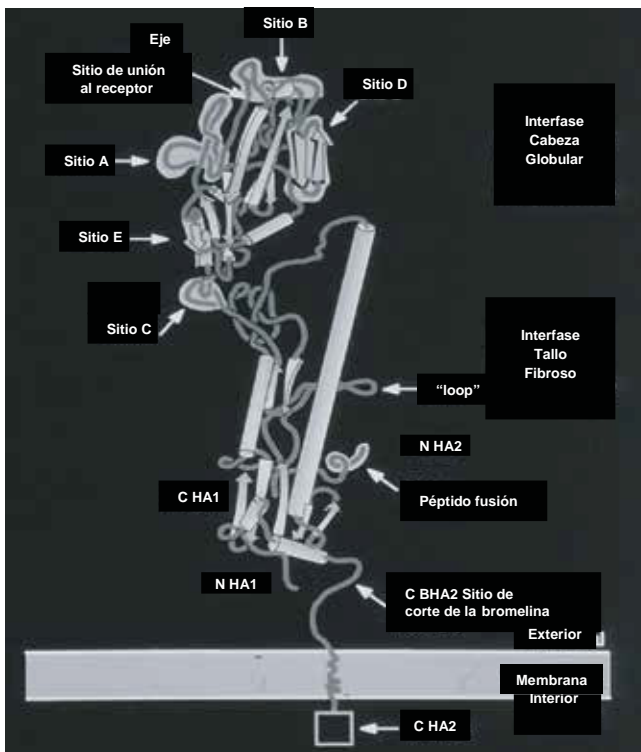 Sitio B
Eje
Sitio de unión
al receptor
Sitio D
Interfase
Cabeza
Globular
Sitio A
Sitio E
Sitio C
Interfase
Tallo
Fibroso
“loop”
N HA2
C HA1
Péptido fusión
N HA1
C BHA2 Sitio de
corte de la bromelina
Exterior
Membrana
Interior
C HA2